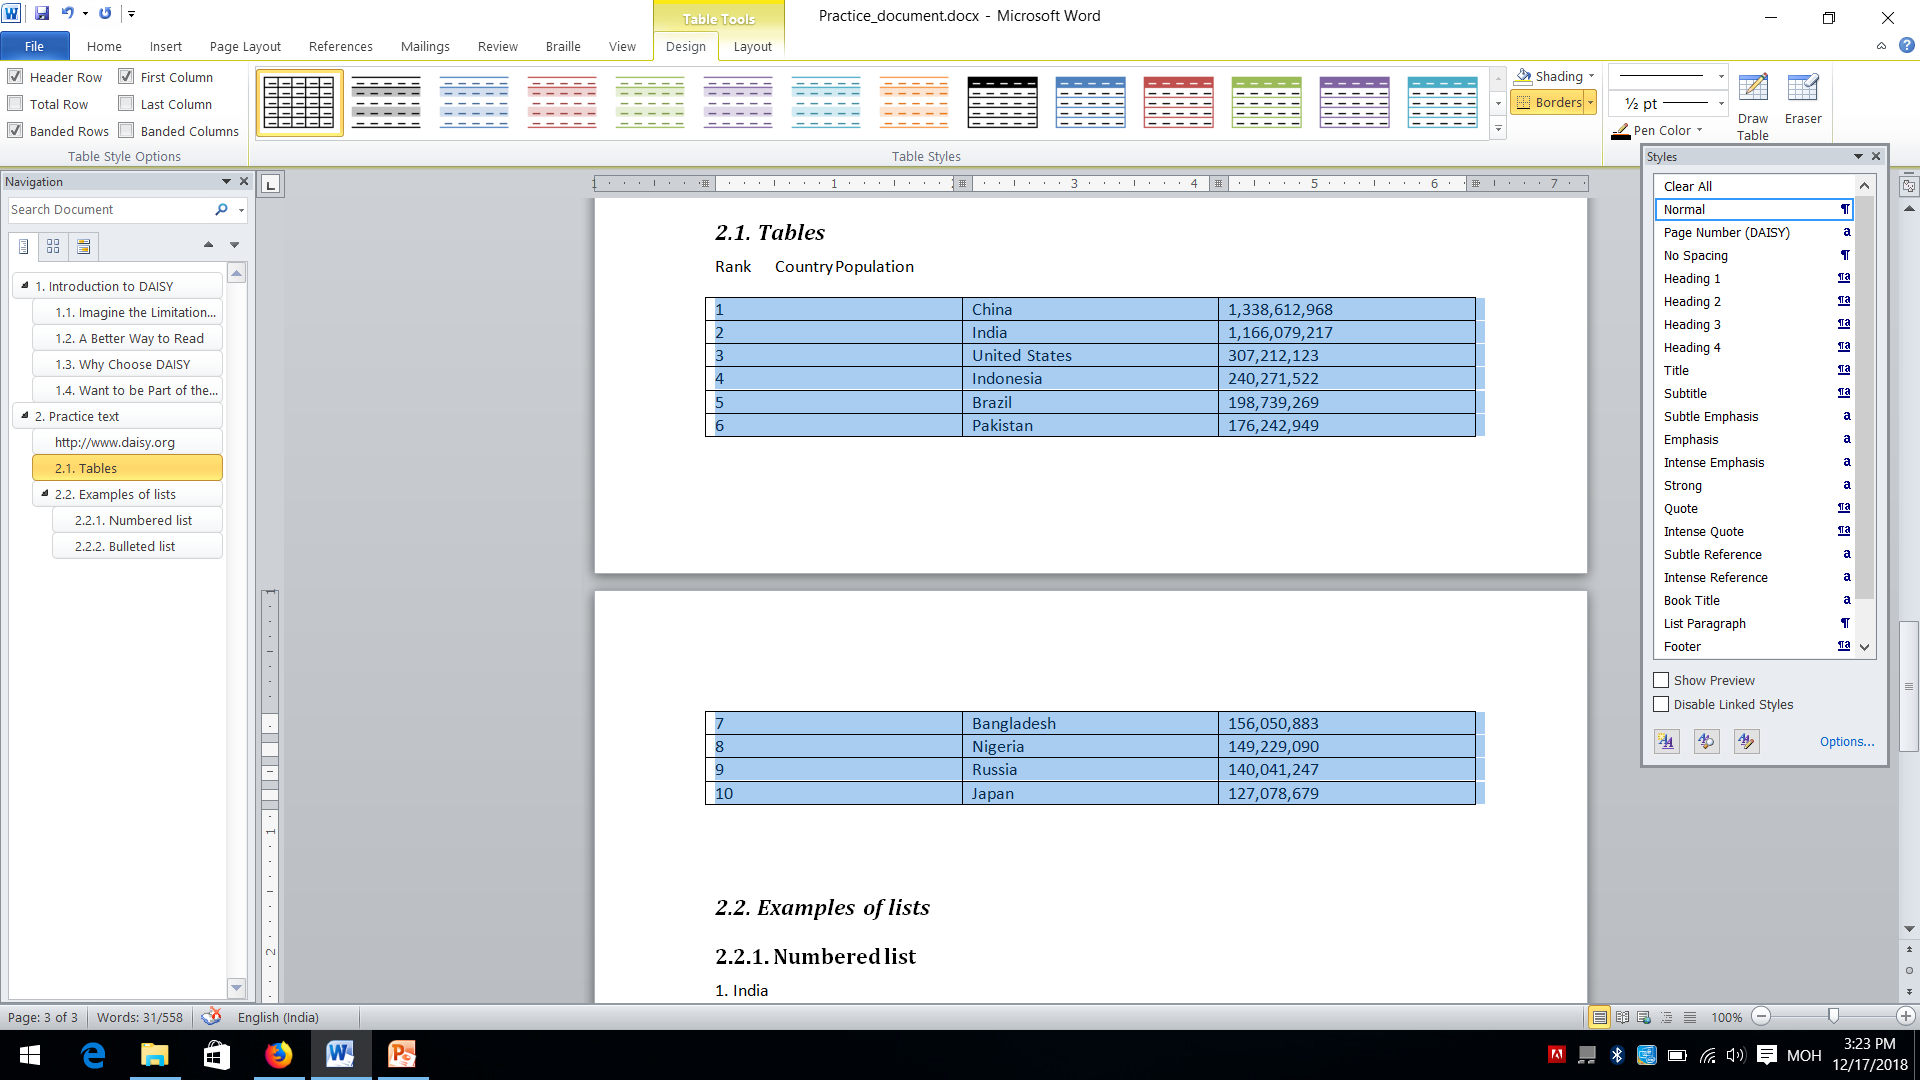 Table Tools
Practice_document.docx - Microsoft Word
File Home Insert Page Layout References Mailings Review Braille View Design Layout
Header Row First Column
Total Row Last Column
Banded Rows Banded Columns
Table Style Options
Table Styles
Shading
Borders
½ pt
Pen Color
Draw Table
Eraser
Navigation
Search Document
1. Introduction to DAISY
1.1. Imagine the Limitation...
1.2. A Better Way to Read
1.3. Why Choose DAISY
1.4. Want to be Part of the...
2. Practice text
http://www.daisy.org
2.1. Tables
2.2. Examples of lists
2.2.1. Numbered list
2.2.2. Bulleted list
1 1 3 4 5 6 7
2.1. Tables
Rank Country Population
1 China 1,338,612,968
2 India 1,166,079,217
3 United States 307,212,123
4 Indonesia 240,271,522
5 Brazil 198,739,269
6 Pakistan 176,242,949
7 Bangladesh 156,050,883
8 Nigeria 149,229,090
9 Russia 140,041,247
10 Japan 127,078,679
2.2. Examples of lists
2.2.1. Numbered list
1. India
1
1
2
Styles
Clear All
Normal ¶
Page Number (DAISY) a
No Spacing ¶
Heading 1 ¶a
Heading 2 ¶a
Heading 3 ¶a
Heading 4 ¶a
Title ¶a
Subtitle ¶a
Subtle Emphasis a
Emphasis a
Intense Emphasis a
Strong a
Quote ¶a
Intense Quote ¶a
Subtle Reference a
Intense Reference a
Book Title a
List Paragraph ¶
Footer ¶a
Show Preview
Disable Linked Styles
Options...
Page: 3 of 3 Words: 31/558 English (India) 100%
MOH 3:23 PM
12/17/2018